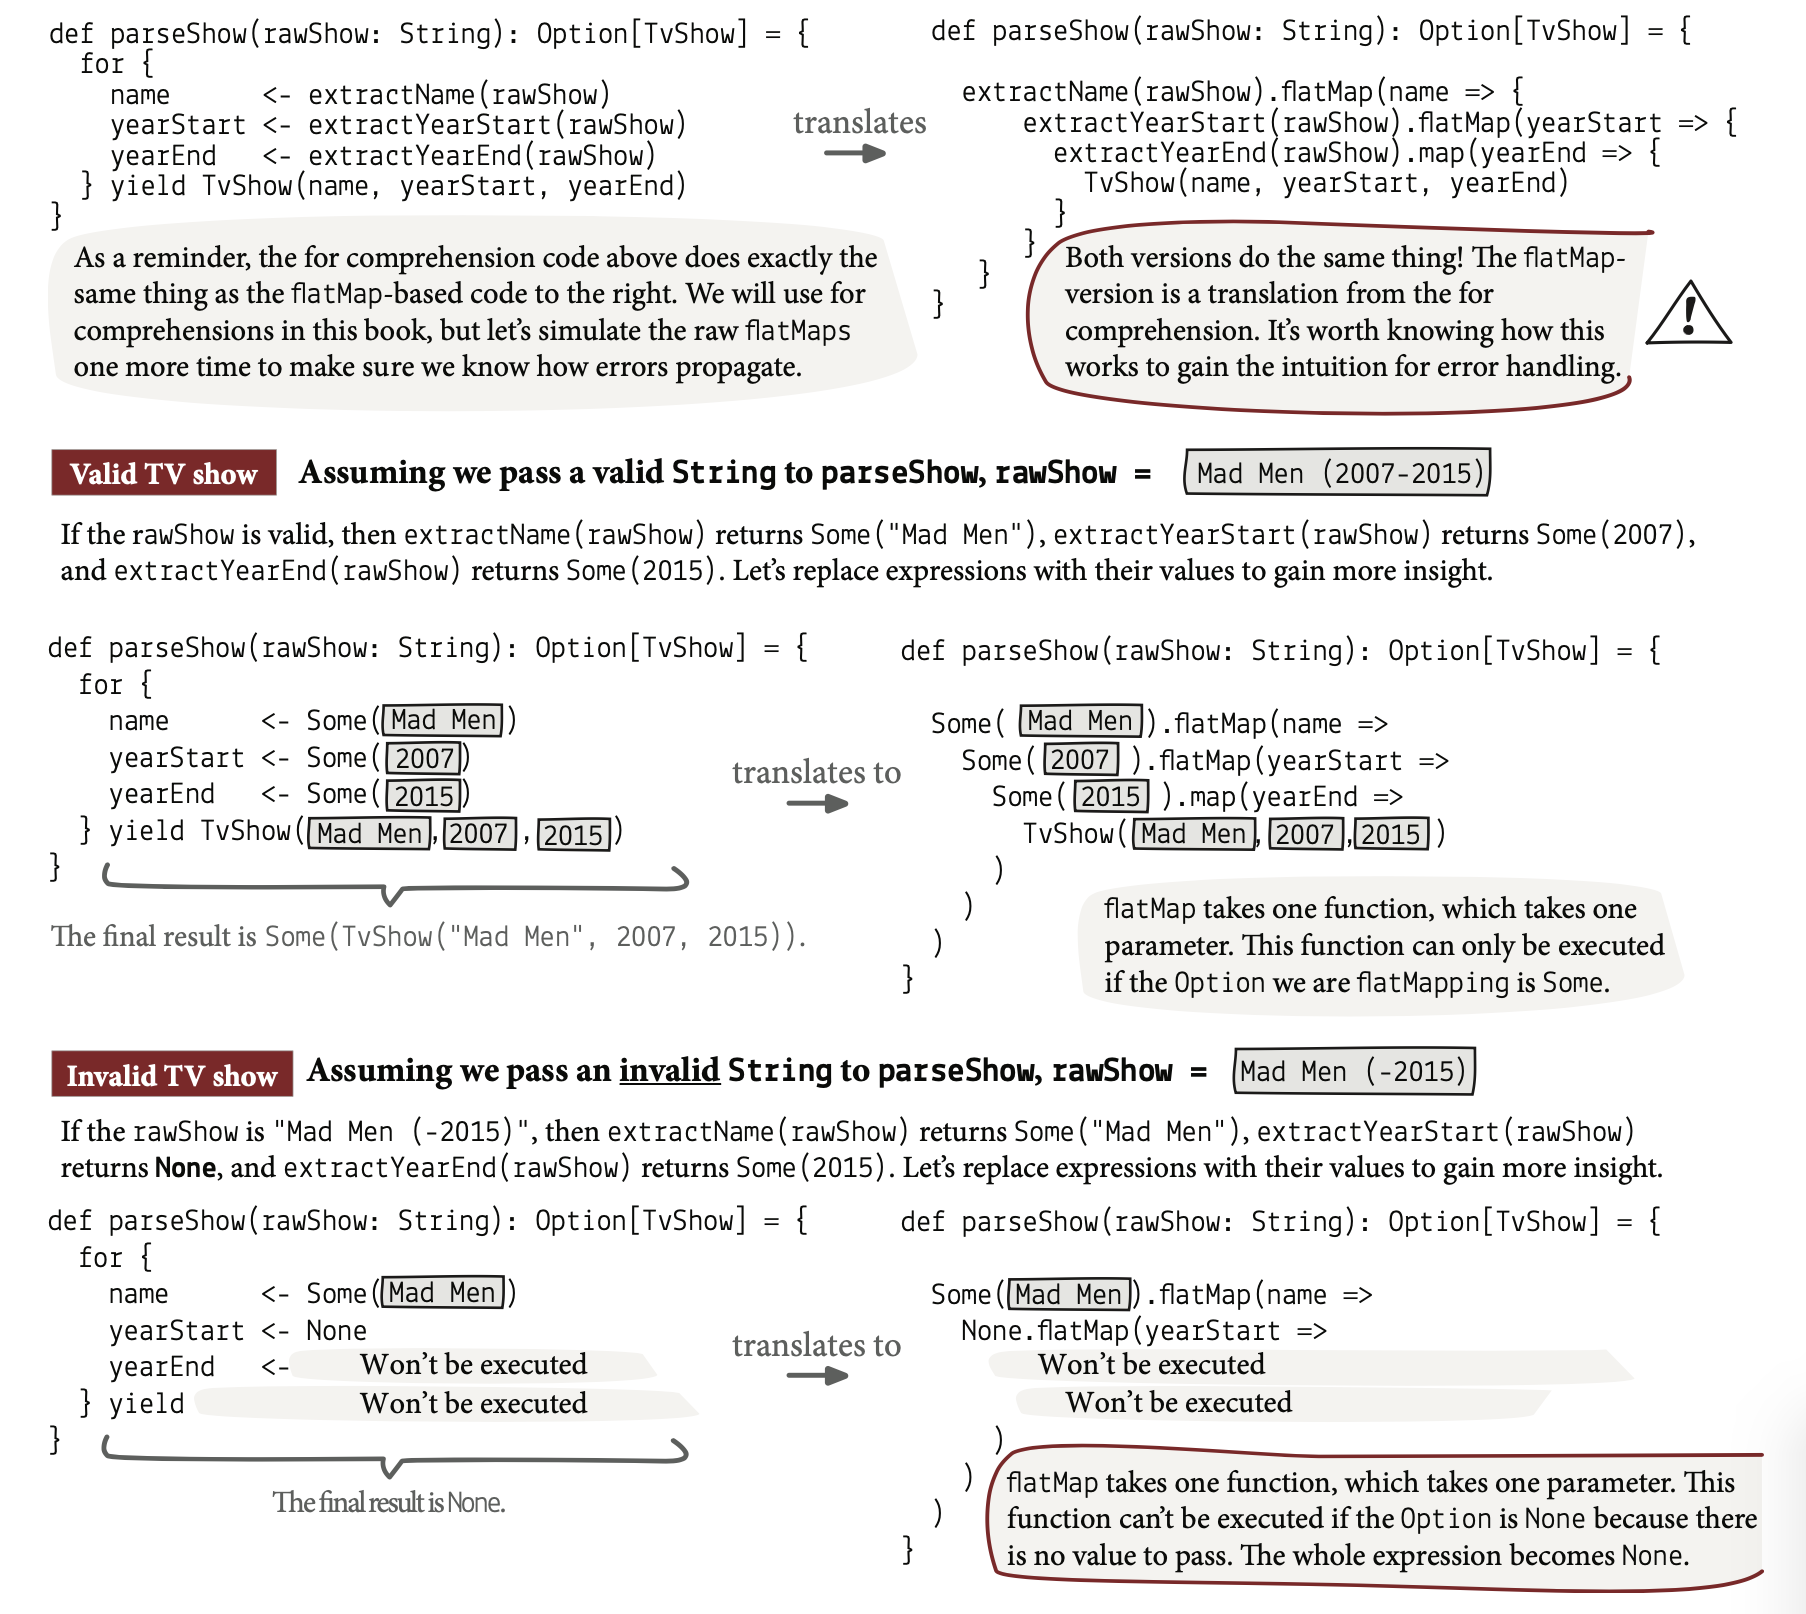 def parseShow(rawShow: String): Option[TvShow] = {
  for {
    name      <- extractName(rawShow)
    yearStart <- extractYearStart(rawShow)
    yearEnd   <- extractYearEnd(rawShow)
  } yield TvShow(name, yearStart, yearEnd)
}
translates
def parseShow(rawShow: String): Option[TvShow] = {
  extractName(rawShow).flatMap(name => {
    extractYearStart(rawShow).flatMap(yearStart => {
      extractYearEnd(rawShow).map(yearEnd => {
        TvShow(name, yearStart, yearEnd)
      }
    }
  }
}
As a reminder, the for comprehension code above does exactly the
same thing as the flatMap-based code to the right. We will use for
comprehensions in this book, but let's simulate the raw flatMaps
one more time to make sure we know how errors propagate.
Both versions do the same thing! The flatMap-
version is a translation from the for
comprehension. It's worth knowing how this
works to gain the intuition for error handling.
!
Valid TV show Assuming we pass a valid String to parseShow, rawShow = Mad Men (2007-2015)
If the rawShow is valid, then extractName(rawShow) returns Some("Mad Men"), extractYearStart(rawShow) returns Some(2007),
and extractYearEnd(rawShow) returns Some(2015). Let's replace expressions with their values to gain more insight.
def parseShow(rawShow: String): Option[TvShow] = {
  for {
    name      <- Some(Mad Men)
    yearStart <- Some(2007)
    yearEnd   <- Some(2015)
  } yield TvShow(Mad Men, 2007, 2015)
}
The final result is Some(TvShow("Mad Men", 2007, 2015)).
translates to
def parseShow(rawShow: String): Option[TvShow] = {
  Some( Mad Men ).flatMap(name =>
    Some( 2007 ).flatMap(yearStart =>
      Some( 2015 ).map(yearEnd =>
        TvShow(Mad Men, 2007, 2015)
      )
    )
  )
}
flatMap takes one function, which takes one
parameter. This function can only be executed
if the Option we are flatMapping is Some.
Invalid TV show Assuming we pass an invalid String to parseShow, rawShow = Mad Men (-2015)
If the rawShow is "Mad Men (-2015)", then extractName(rawShow) returns Some("Mad Men"), extractYearStart(rawShow)
returns None, and extractYearEnd(rawShow) returns Some(2015). Let's replace expressions with their values to gain more insight.
def parseShow(rawShow: String): Option[TvShow] = {
  for {
    name      <- Some(Mad Men)
    yearStart <- None
    yearEnd   <- Won't be executed
  } yield Won't be executed
}
The final result is None.
translates to
def parseShow(rawShow: String): Option[TvShow] = {
  Some(Mad Men).flatMap(name =>
    None.flatMap(yearStart =>
      Won't be executed
        Won't be executed
      )
    )
  )
}
flatMap takes one function, which takes one parameter. This
function can't be executed if the Option is None because there
is no value to pass. The whole expression becomes None.